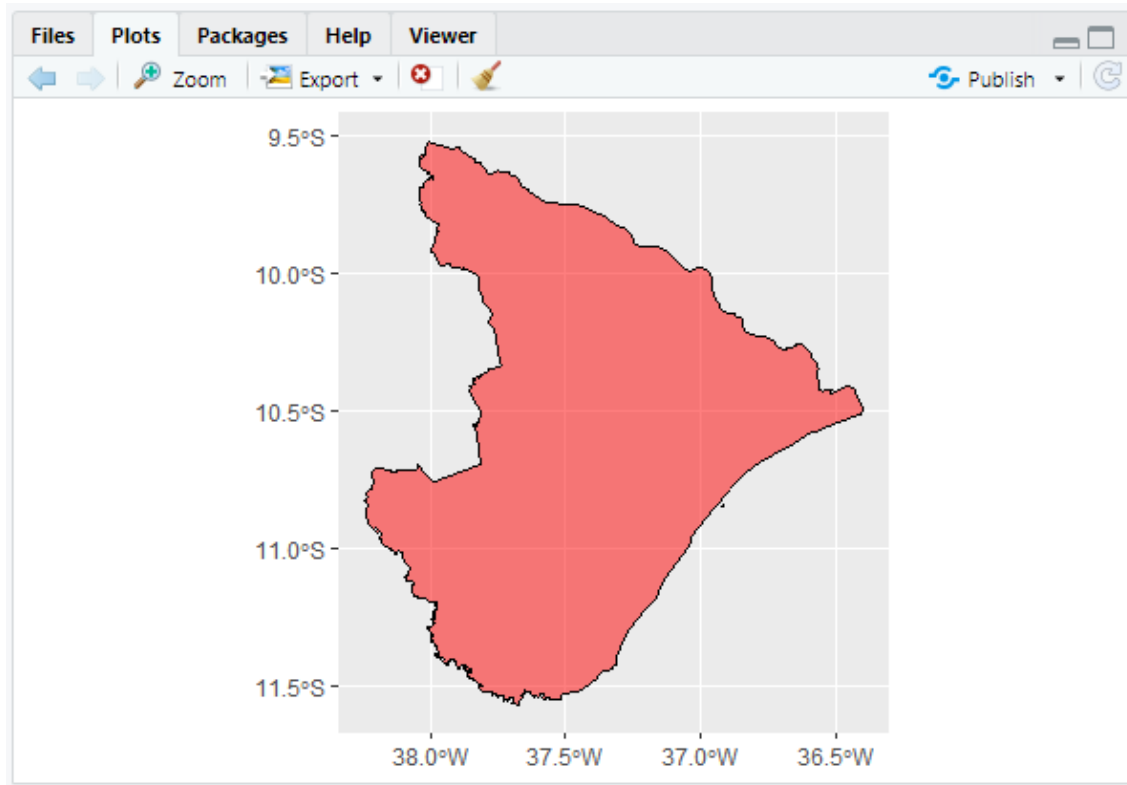 Files Plots Packages Help Viewer
Zoom Export Publish
9.5°S
10.0°S
10.5°S
11.0°S
11.5°S
38.0°W 37.5°W 37.0°W 36.5°W